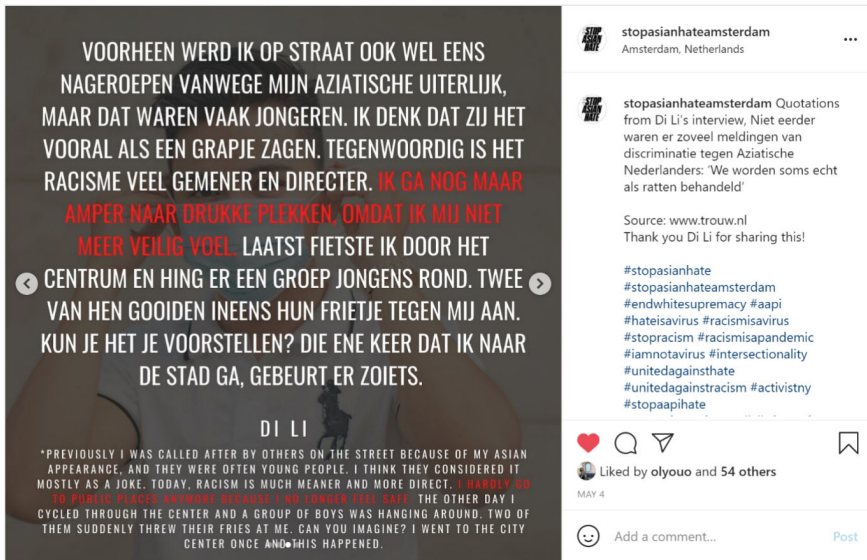 VOORHEEN WERD IK OP STRAAT OOK WEL EENS
NAGEROEPEN VANWEGE MIJN AZIATISCHE UITERLIJK,
MAAR DAT WAREN VAAK JONGEREN. IK DENK DAT ZIJ HET
VOORAL ALS EEN GRAPJE ZAGEN. TEGENWOORDIG IS HET
RACISME VEEL GEMENER EN DIRECTER. IK GA NOG MAAR
AMPER NAAR DRUKKE PLEKKEN, OMDAT IK MIJ NIET
MEER VEILIG VOEL. LAATST FIETSTE IK DOOR HET
CENTRUM EN HING ER EEN GROEP JONGENS ROND. TWEE
VAN HEN GOOIDEN INEENS HUN FRIETJE TEGEN MIJ AAN.
KUN JE HET JE VOORSTELLEN? DIE ENE KEER DAT IK NAAR
DE STAD GA, GEBEURT ER ZOIETS.
DI LI
*PREVIOUSLY I WAS CALLED AFTER BY OTHERS ON THE STREET BECAUSE OF MY ASIAN
APPEARANCE, AND THEY WERE OFTEN YOUNG PEOPLE. I THINK THEY CONSIDERED IT
MOSTLY AS A JOKE. TODAY, RACISM IS MUCH MEANER AND MORE DIRECT. I HARDLY
GO TO PUBLIC PLACES ANYMORE BECAUSE I NO LONGER FEEL SAFE. THE OTHER DAY I
CYCLED THROUGH THE CENTER AND A GROUP OF BOYS WAS HANGING AROUND. TWO OF
THEM SUDDENLY THREW THEIR FRIES AT ME. CAN YOU IMAGINE? I WENT TO THE CITY
CENTER ONCE AND THIS HAPPENED.
STOP
ASIAN
HATE
stopasianhateamsterdam
Amsterdam, Netherlands
STOP
ASIAN
HATE
stopasianhateamsterdam Quotations
from Di Li's interview, Niet eerder
waren er zoveel meldingen van
discriminatie tegen Aziatische
Nederlanders: 'We worden soms echt
als ratten behandeld'
Source: www.trouw.nl
Thank you Di Li for sharing this!
#stopasianhate
#stopasianhateamsterdam
#endwhitesupremacy #aapi
#hateisavirus #racismisavirus
#stopracism #racismisapandemic
#iamnotavirus #intersectionality
#unitedagainsthate
#unitedagainstracism #activistny
#stopaapihate
Liked by olyouo and 54 others
MAY 4
Add a comment...
Post